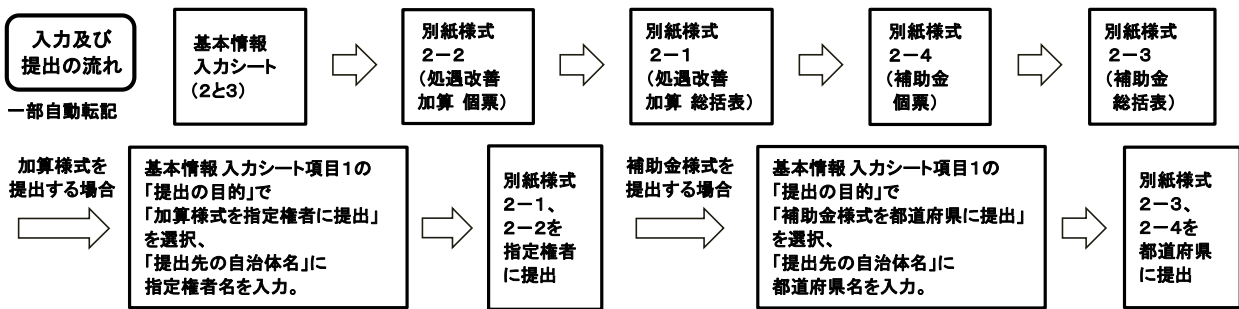 入力及び
提出の流れ
一部自動転記
基本情報
入力シート
(2と3)
別紙様式
2-2
(処遇改善
加算 個票)
別紙様式
2-1
(処遇改善
加算 総括表)
別紙様式
2-4
(補助金
個票)
別紙様式
2-3
(補助金
総括表)
加算様式を
提出する場合
基本情報 入力シート項目1の
「提出の目的」で
「加算様式を指定権者に提出」
を選択、
「提出先の自治体名」に
指定権者名を入力。
別紙様式
2-1、
2-2を
指定権者
に提出
補助金様式を
提出する場合
基本情報 入力シート項目1の
「提出の目的」で
「補助金様式を都道府県に提出」
を選択、
「提出先の自治体名」に
都道府県名を入力。
別紙様式
2-3、
2-4を
都道府県
に提出